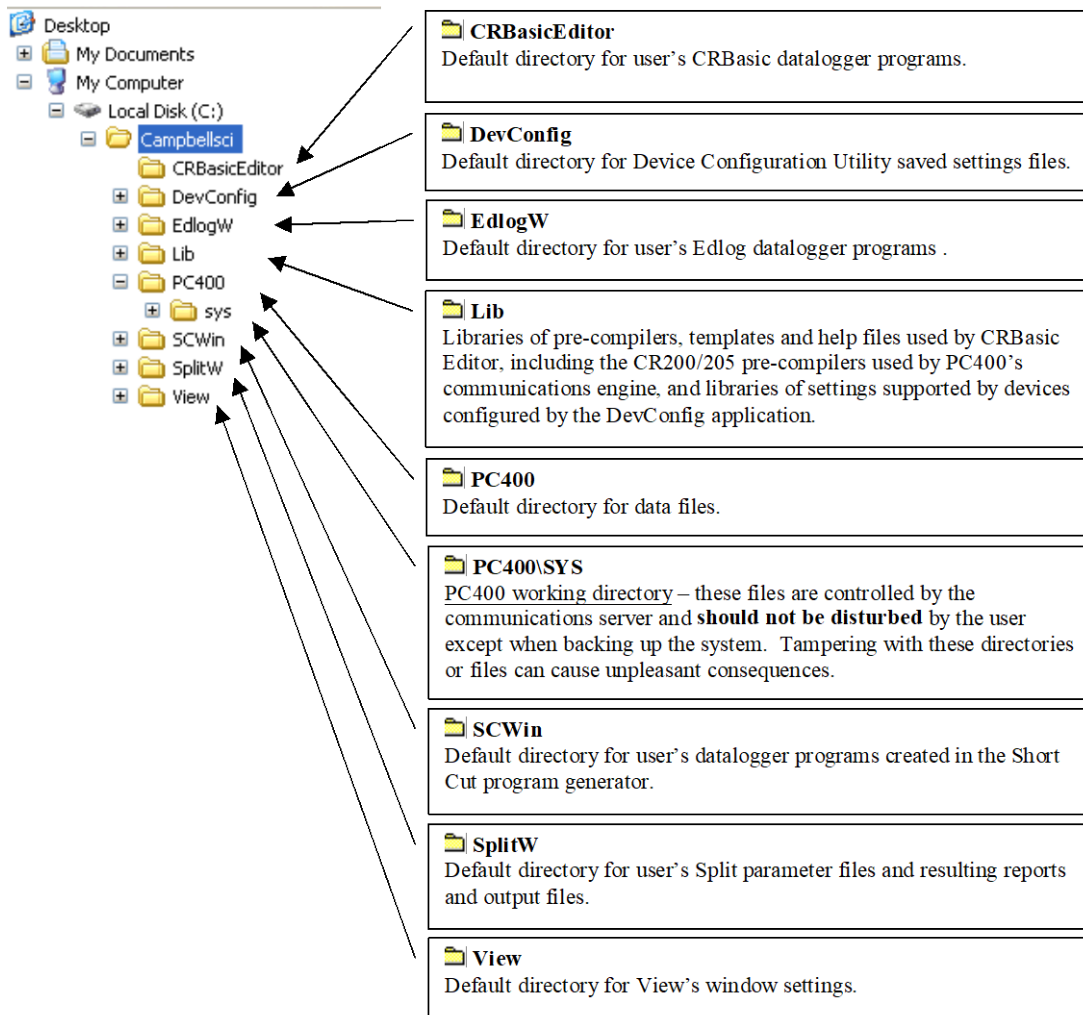 Desktop
My Documents
My Computer
Local Disk (C:)
Campbellsci
CRBasicEditor
DevConfig
EdlogW
Lib
PC400
sys
SCWin
SplitW
View
CRBasicEditor
Default directory for user’s CRBasic datalogger programs.
DevConfig
Default directory for Device Configuration Utility saved settings files.
EdlogW
Default directory for user’s Edlog datalogger programs .
Lib
Libraries of pre-compilers, templates and help files used by CRBasic
Editor, including the CR200/205 pre-compilers used by PC400’s
communications engine, and libraries of settings supported by devices
configured by the DevConfig application.
PC400
Default directory for data files.
PC400\SYS
PC400 working directory – these files are controlled by the
communications server and should not be disturbed by the user
except when backing up the system.  Tampering with these directories
or files can cause unpleasant consequences.
SCWin
Default directory for user’s datalogger programs created in the Short
Cut program generator.
SplitW
Default directory for user’s Split parameter files and resulting reports
and output files.
View
Default directory for View’s window settings.